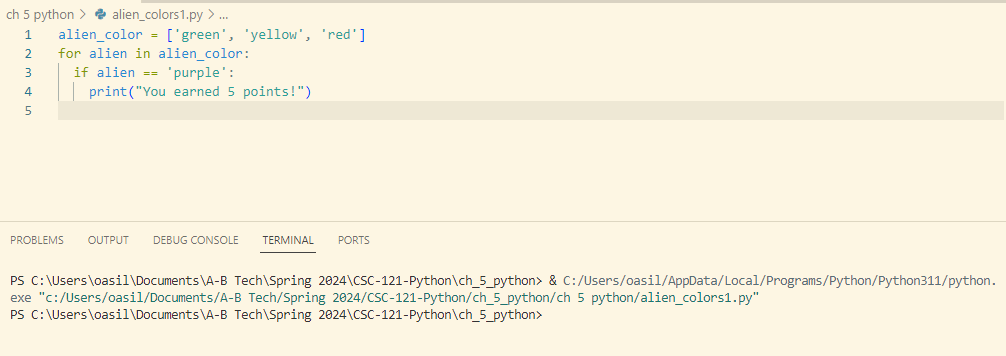 ch 5 python > alien_colors1.py > ...
1 alien_color = ['green', 'yellow', 'red']
2 for alien in alien_color:
3   if alien == 'purple':
4     print("You earned 5 points!")
5
PROBLEMS OUTPUT DEBUG CONSOLE TERMINAL PORTS
PS C:\Users\oasil\Documents\A-B Tech\Spring 2024\CSC-121-Python\ch_5_python> & C:/Users/oasil/AppData/Local/Programs/Python/Python311/python.
exe "c:/Users/oasil/Documents/A-B Tech/Spring 2024/CSC-121-Python/ch_5_python/ch 5 python/alien_colors1.py"
PS C:\Users\oasil\Documents\A-B Tech\Spring 2024\CSC-121-Python\ch_5_python>